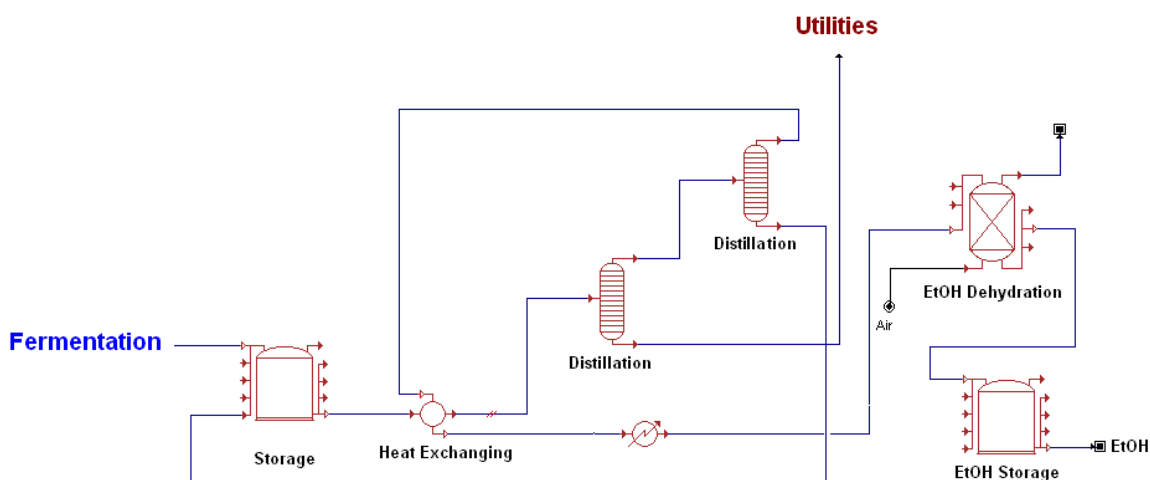 Utilities
Distillation
EtOH Dehydration
Air
Fermentation
Distillation
Storage
Heat Exchanging
EtOH
EtOH Storage